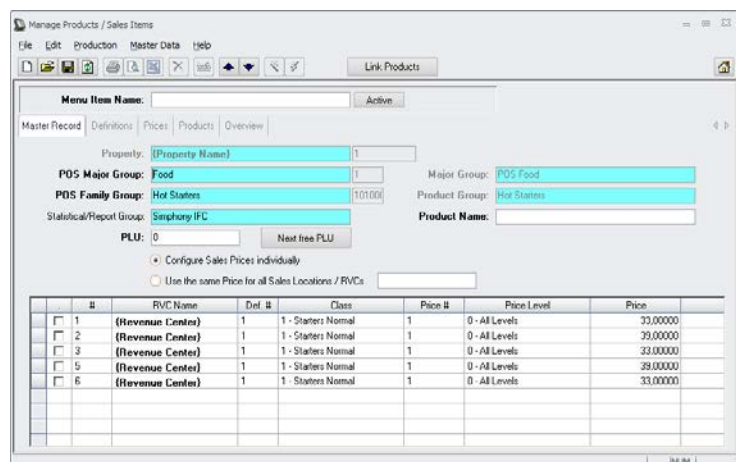 Manage Products / Sales Items
File Edit Production Master Data Help
Link Products
Menu Item Name: Active
Master Record Definitions Prices Products Overview
Property: {Property Name} 1
POS Major Group: Food 1 Major Group: POS Food
POS Family Group: Hot Starters 10100 Product Group: Hot Starters
Statistical/Report Group: Simphony IFC Product Name:
PLU: 0 Next free PLU
Configure Sales Prices individually
Use the same Price for all Sales Locations / RVCs
. # RVC Name Def. # Class Price # Price Level Price
1 {Revenue Center} 1 1 - Starters Normal 1 0 - All Levels 33,00000
2 {Revenue Center} 1 1 - Starters Normal 1 0 - All Levels 39,00000
3 {Revenue Center} 1 1 - Starters Normal 1 0 - All Levels 33,00000
5 {Revenue Center} 1 1 - Starters Normal 1 0 - All Levels 39,00000
6 {Revenue Center} 1 1 - Starters Normal 1 0 - All Levels 33,00000
NUM